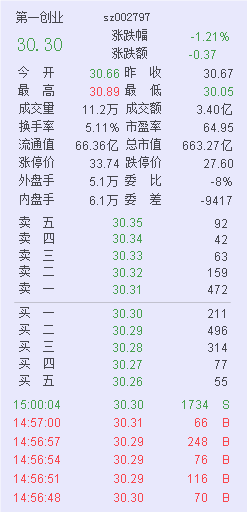 第一创业 sz002797
30.30 涨跌幅 -1.21%
涨跌额 -0.37
今 开 30.66 昨 收 30.67
最 高 30.89 最 低 30.05
成交量 11.2万 成交额 3.40亿
换手率 5.11% 市盈率 64.95
流通值 66.36亿 总市值 663.27亿
涨停价 33.74 跌停价 27.60
外盘手 5.1万 委 比 -8%
内盘手 6.1万 委 差 -9417
卖 五 30.35 92
卖 四 30.34 42
卖 三 30.33 63
卖 二 30.32 159
卖 一 30.31 472
买 一 30.30 211
买 二 30.29 496
买 三 30.28 314
买 四 30.27 77
买 五 30.26 55
15:00:04 30.30 1734 S
14:57:00 30.31 66 B
14:56:57 30.29 248 B
14:56:54 30.29 76 B
14:56:51 30.29 116 B
14:56:48 30.30 70 B